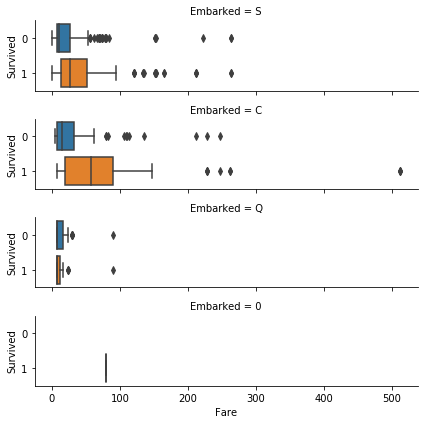 Embarked = S
0
1
Survived
Embarked = C
0
1
Survived
Embarked = Q
0
1
Survived
Embarked = 0
0
1
Survived
0 100 200 300 400 500
Fare